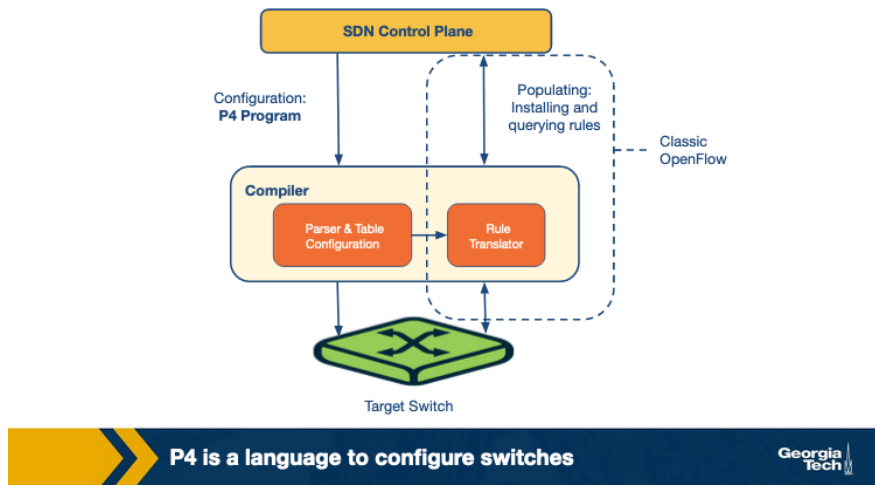 SDN Control Plane
Configuration:
P4 Program
Populating:
Installing and
querying rules
Classic
OpenFlow
Compiler
Parser & Table
Configuration
Rule
Translator
Target Switch
P4 is a language to configure switches
Georgia
Tech